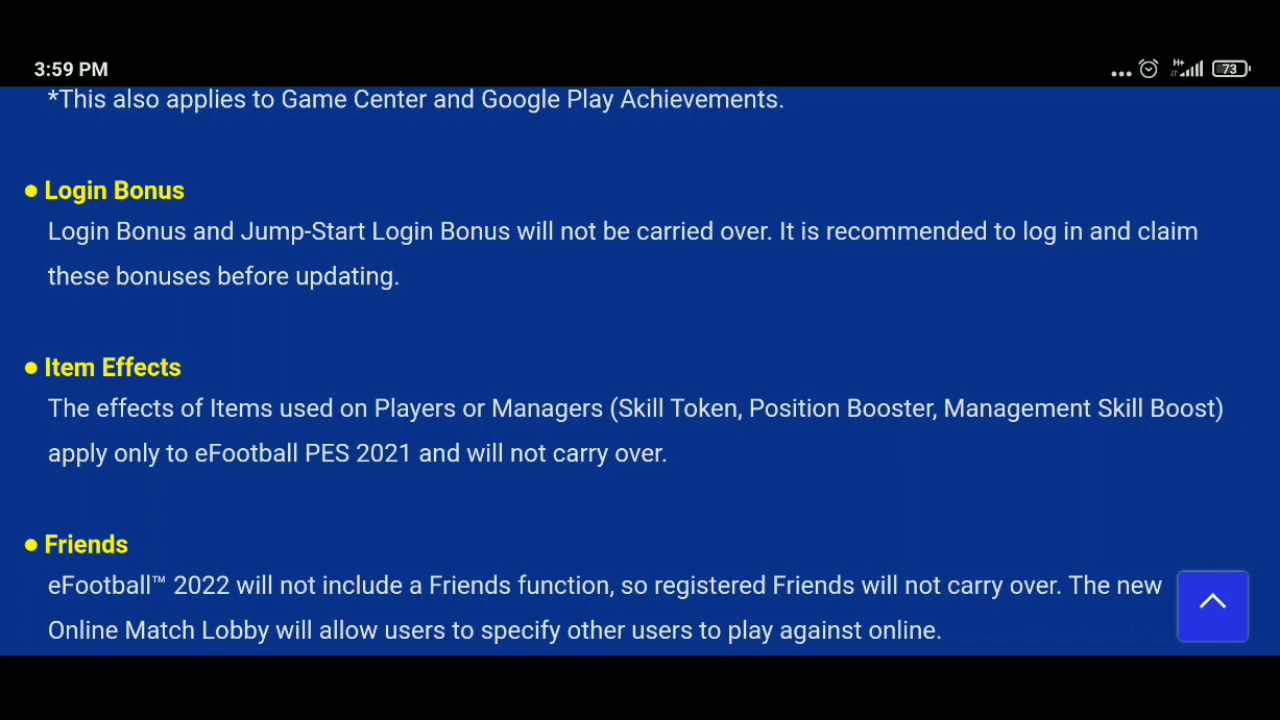 3:59 PM
H+
73
*This also applies to Game Center and Google Play Achievements.
● Login Bonus
Login Bonus and Jump-Start Login Bonus will not be carried over. It is recommended to log in and claim
these bonuses before updating.
● Item Effects
The effects of Items used on Players or Managers (Skill Token, Position Booster, Management Skill Boost)
apply only to eFootball PES 2021 and will not carry over.
● Friends
eFootball™ 2022 will not include a Friends function, so registered Friends will not carry over. The new
Online Match Lobby will allow users to specify other users to play against online.